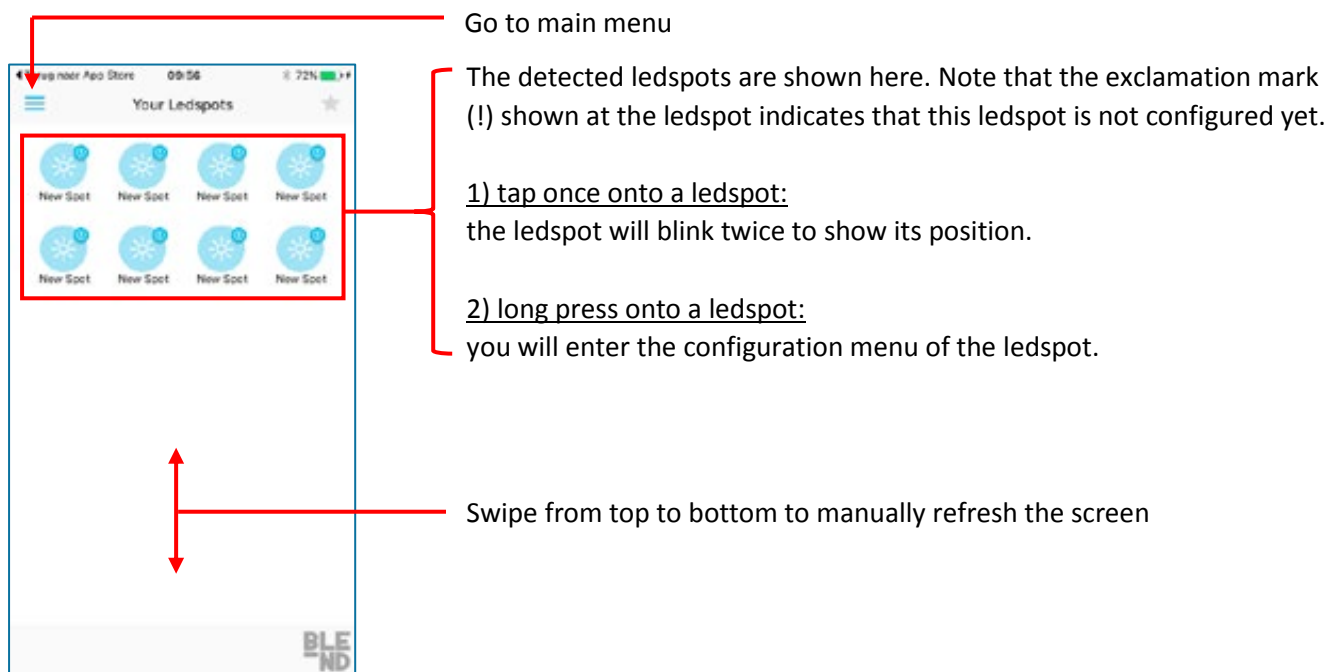 Go to main menu
Terug naar App Store 09:56 72%
Your Ledspots
New Spot New Spot New Spot New Spot
New Spot New Spot New Spot New Spot
BLE
ND
The detected ledspots are shown here. Note that the exclamation mark
(!) shown at the ledspot indicates that this ledspot is not configured yet.
1) tap once onto a ledspot:
the ledspot will blink twice to show its position.
2) long press onto a ledspot:
you will enter the configuration menu of the ledspot.
Swipe from top to bottom to manually refresh the screen